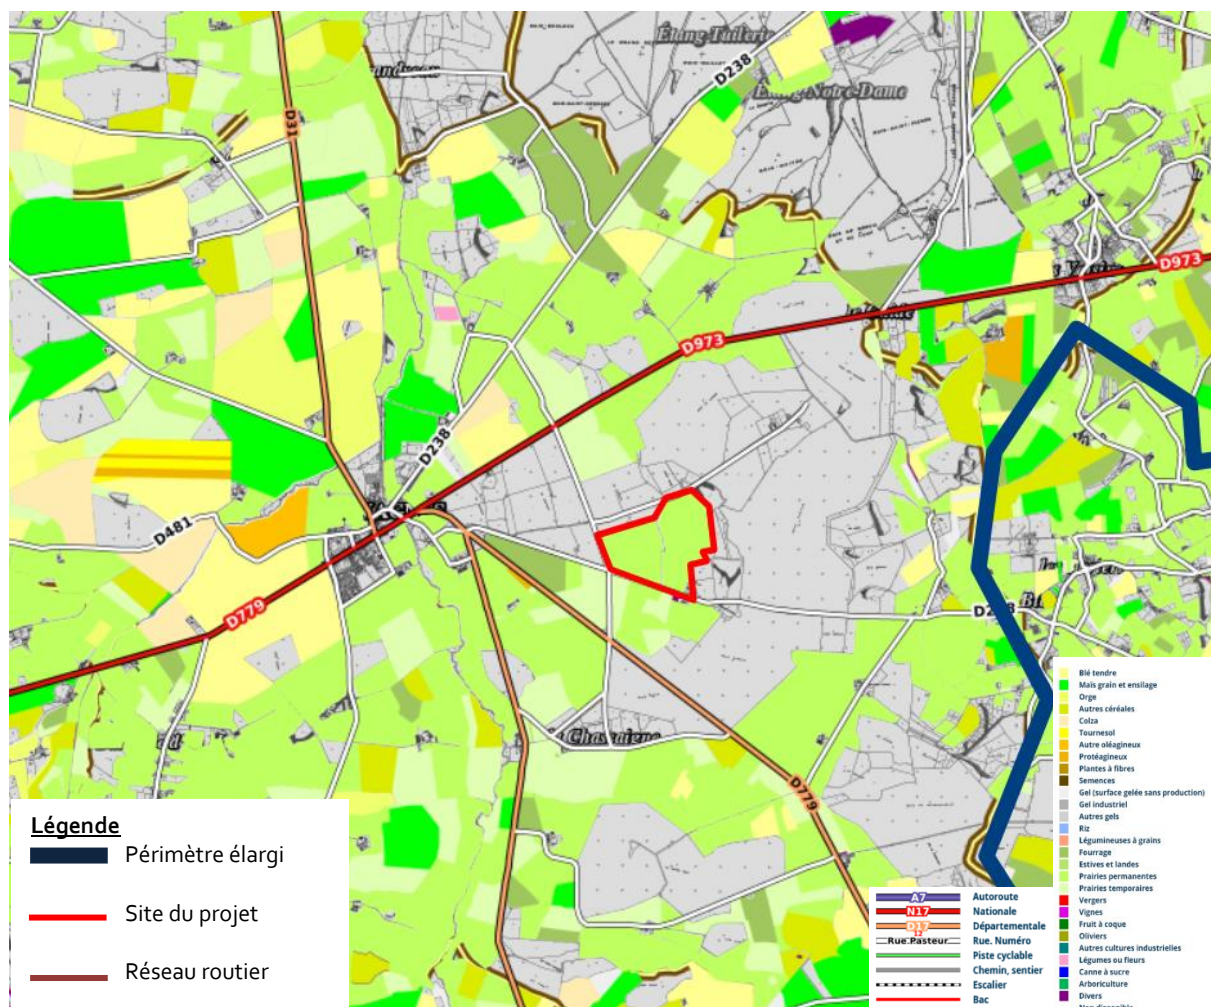 Étang-Tuilerie
D238
Étang-Notre-Dame
D31
D973
D973
D238
D481
D779
D779
Légende
Périmètre élargi
Site du projet
Réseau routier
A7 Autoroute
N17 Nationale
D17 Départementale
12
Rue Pasteur Rue. Numéro
Piste cyclable
Chemin, sentier
Escalier
Bac
Blé tendre
Maïs grain et ensilage
Orge
Autres céréales
Colza
Tournesol
Autre oléagineux
Protéagineux
Plantes à fibres
Semences
Gel (surface gelée sans production)
Gel industriel
Autres gels
Riz
Légumineuses à grains
Fourrage
Estives et landes
Prairies permanentes
Prairies temporaires
Vergers
Vignes
Fruit à coque
Oliviers
Autres cultures industrielles
Légumes ou fleurs
Canne à sucre
Arboriculture
Divers